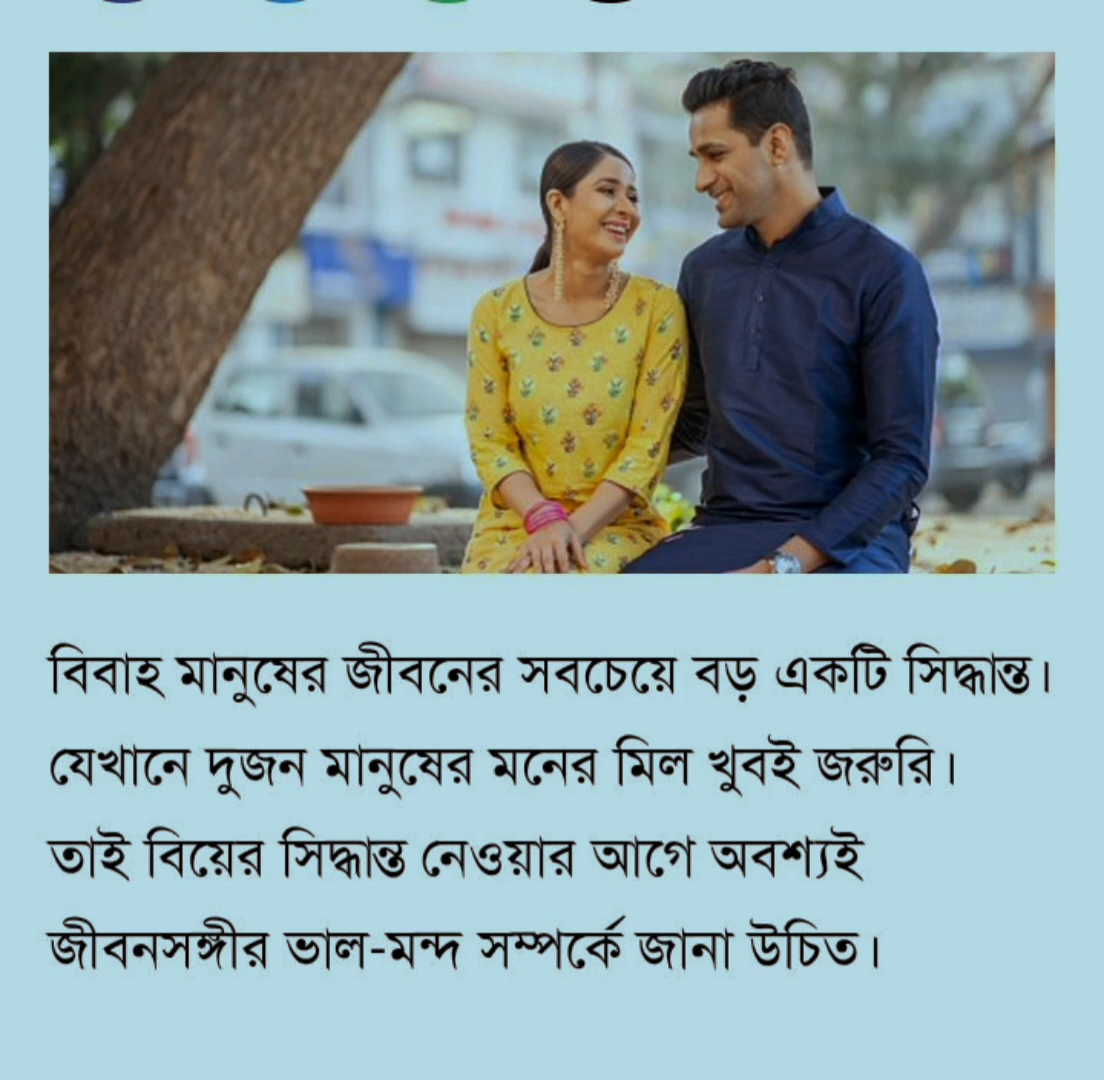 বিবাহ মানুষের জীবনের সবচেয়ে বড় একটি সিদ্ধান্ত।
যেখানে দুজন মানুষের মনের মিল খুবই জরুরি।
তাই বিয়ের সিদ্ধান্ত নেওয়ার আগে অবশ্যই
জীবনসঙ্গীর ভাল-মন্দ সম্পর্কে জানা উচিত।